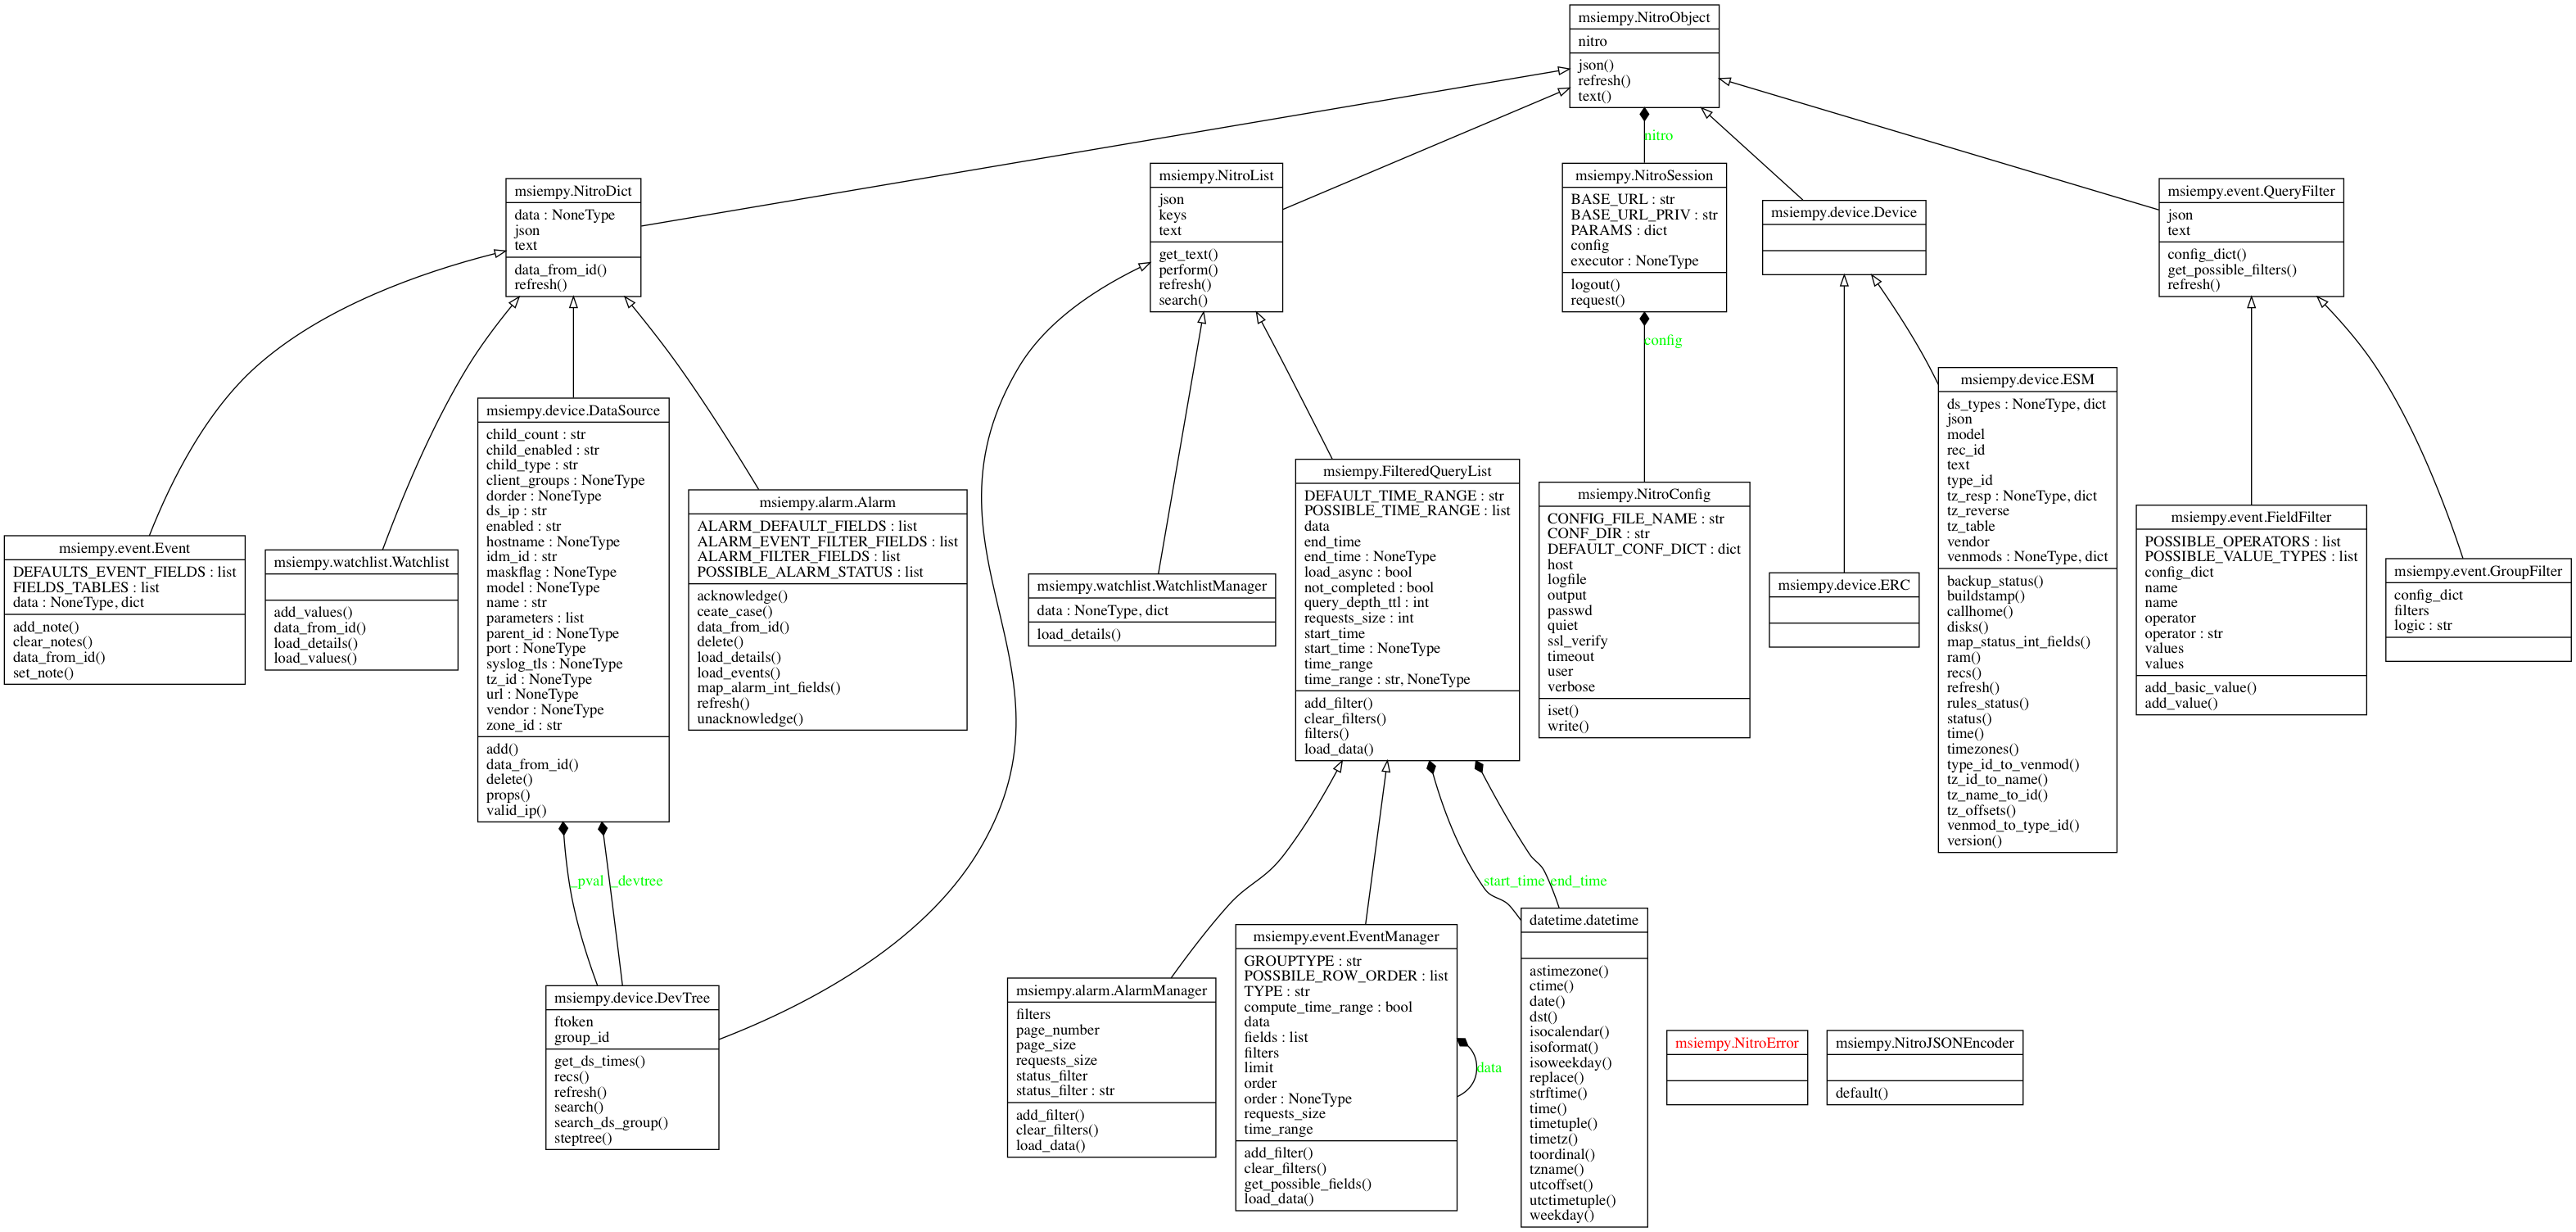 msiempy.NitroObject
nitro
json()
refresh()
text()
nitro
msiempy.NitroDict
data : NoneType
json
text
data_from_id()
refresh()
msiempy.NitroList
json
keys
text
get_text()
perform()
refresh()
search()
msiempy.NitroSession
BASE_URL : str
BASE_URL_PRIV : str
PARAMS : dict
config
executor : NoneType
logout()
request()
config
msiempy.device.Device
msiempy.event.QueryFilter
json
text
config_dict()
get_possible_filters()
refresh()
msiempy.event.Event
DEFAULTS_EVENT_FIELDS : list
FIELDS_TABLES : list
data : NoneType, dict
add_note()
clear_notes()
data_from_id()
set_note()
msiempy.watchlist.Watchlist
add_values()
data_from_id()
load_details()
load_values()
msiempy.device.DataSource
child_count : str
child_enabled : str
child_type : str
client_groups : NoneType
dorder : NoneType
ds_ip : str
enabled : str
hostname : NoneType
idm_id : str
maskflag : NoneType
model : NoneType
name : str
parameters : list
parent_id : NoneType
port : NoneType
syslog_tls : NoneType
tz_id : NoneType
url : NoneType
vendor : NoneType
zone_id : str
add()
data_from_id()
delete()
props()
valid_ip()
msiempy.alarm.Alarm
ALARM_DEFAULT_FIELDS : list
ALARM_EVENT_FILTER_FIELDS : list
ALARM_FILTER_FIELDS : list
POSSIBLE_ALARM_STATUS : list
acknowledge()
ceate_case()
data_from_id()
delete()
load_details()
load_events()
map_alarm_int_fields()
refresh()
unacknowledge()
msiempy.watchlist.WatchlistManager
data : NoneType, dict
load_details()
msiempy.FilteredQueryList
DEFAULT_TIME_RANGE : str
POSSIBLE_TIME_RANGE : list
data
end_time
end_time : NoneType
load_async : bool
not_completed : bool
query_depth_ttl : int
requests_size : int
start_time
start_time : NoneType
time_range
time_range : str, NoneType
add_filter()
clear_filters()
filters()
load_data()
msiempy.NitroConfig
CONFIG_FILE_NAME : str
CONF_DIR : str
DEFAULT_CONF_DICT : dict
host
logfile
output
passwd
quiet
ssl_verify
timeout
user
verbose
iset()
write()
msiempy.device.ERC
msiempy.device.ESM
ds_types : NoneType, dict
json
model
rec_id
text
type_id
tz_resp : NoneType, dict
tz_reverse
tz_table
vendor
venmods : NoneType, dict
backup_status()
buildstamp()
callhome()
disks()
map_status_int_fields()
ram()
recs()
refresh()
rules_status()
status()
time()
timezones()
type_id_to_venmod()
tz_id_to_name()
tz_name_to_id()
tz_offsets()
venmod_to_type_id()
version()
msiempy.event.FieldFilter
POSSIBLE_OPERATORS : list
POSSIBLE_VALUE_TYPES : list
config_dict
name
name
operator
operator : str
values
values
add_basic_value()
add_value()
msiempy.event.GroupFilter
config_dict
filters
logic : str
_pval
_devtree
start_time
end_time
msiempy.device.DevTree
ftoken
group_id
get_ds_times()
recs()
refresh()
search()
search_ds_group()
steptree()
msiempy.alarm.AlarmManager
filters
page_number
page_size
requests_size
status_filter
status_filter : str
add_filter()
clear_filters()
load_data()
msiempy.event.EventManager
GROUPTYPE : str
POSSBILE_ROW_ORDER : list
TYPE : str
compute_time_range : bool
data
fields : list
filters
limit
order
order : NoneType
requests_size
time_range
add_filter()
clear_filters()
get_possible_fields()
load_data()
data
datetime.datetime
astimezone()
ctime()
date()
dst()
isocalendar()
isoformat()
isoweekday()
replace()
strftime()
time()
timetuple()
timetz()
toordinal()
tzname()
utcoffset()
utctimetuple()
weekday()
msiempy.NitroError
msiempy.NitroJSONEncoder
default()